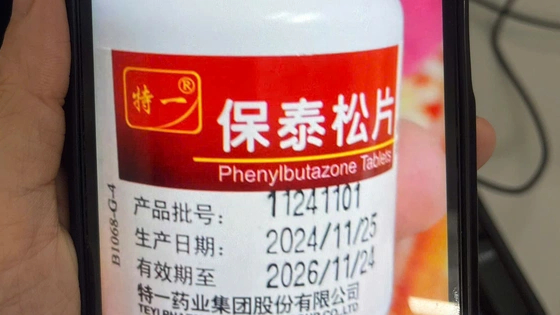 特一®
保泰松片
Phenylbutazone Tablets
产品批号: 11241101
生产日期: 2024/11/25
有效期至 2026/11/24
特一药业集团股份有限公司
B1068-G-4